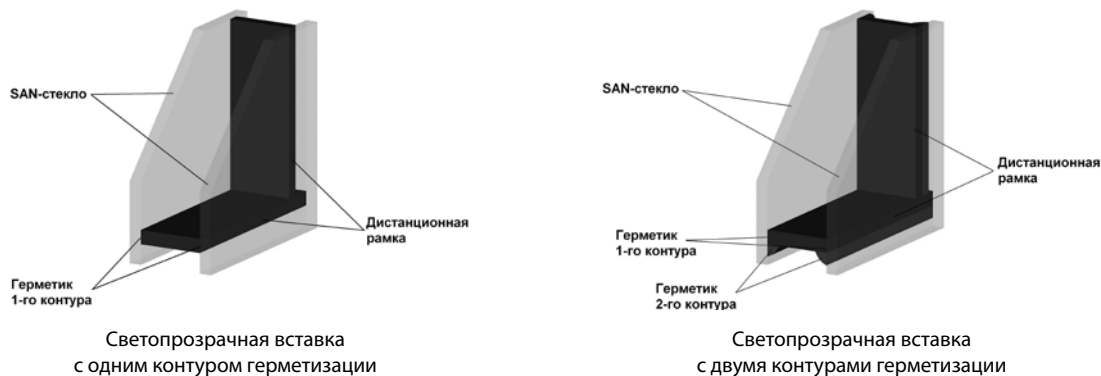 SAN-стекло
Дистанционная
рамка
Герметик
1-го контура
Светопрозрачная вставка
с одним контуром герметизации
SAN-стекло
Дистанционная
рамка
Герметик
1-го контура
Герметик
2-го контура
Светопрозрачная вставка
с двумя контурами герметизации